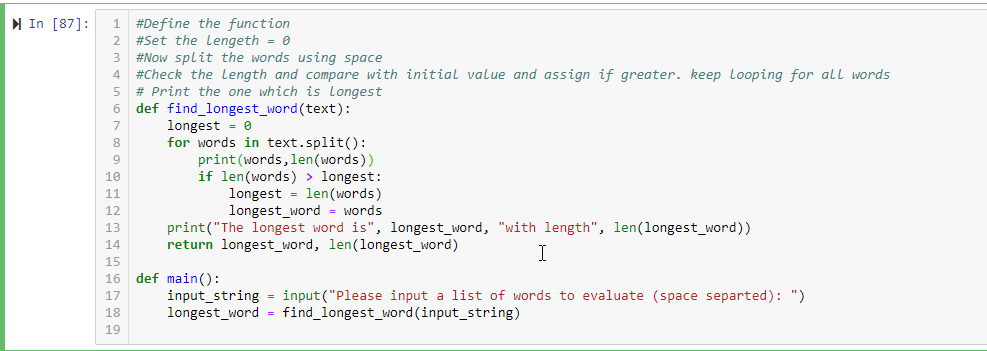 In [87]:
1 #Define the function
2 #Set the lengeth = 0
3 #Now split the words using space
4 #Check the length and compare with initial value and assign if greater. keep looping for all words
5 # Print the one which is longest
6 def find_longest_word(text):
7     longest = 0
8     for words in text.split():
9         print(words,len(words))
10         if len(words) > longest:
11             longest = len(words)
12             longest_word = words
13     print("The longest word is", longest_word, "with length", len(longest_word))
14     return longest_word, len(longest_word)
15
16 def main():
17     input_string = input("Please input a list of words to evaluate (space separted): ")
18     longest_word = find_longest_word(input_string)
19